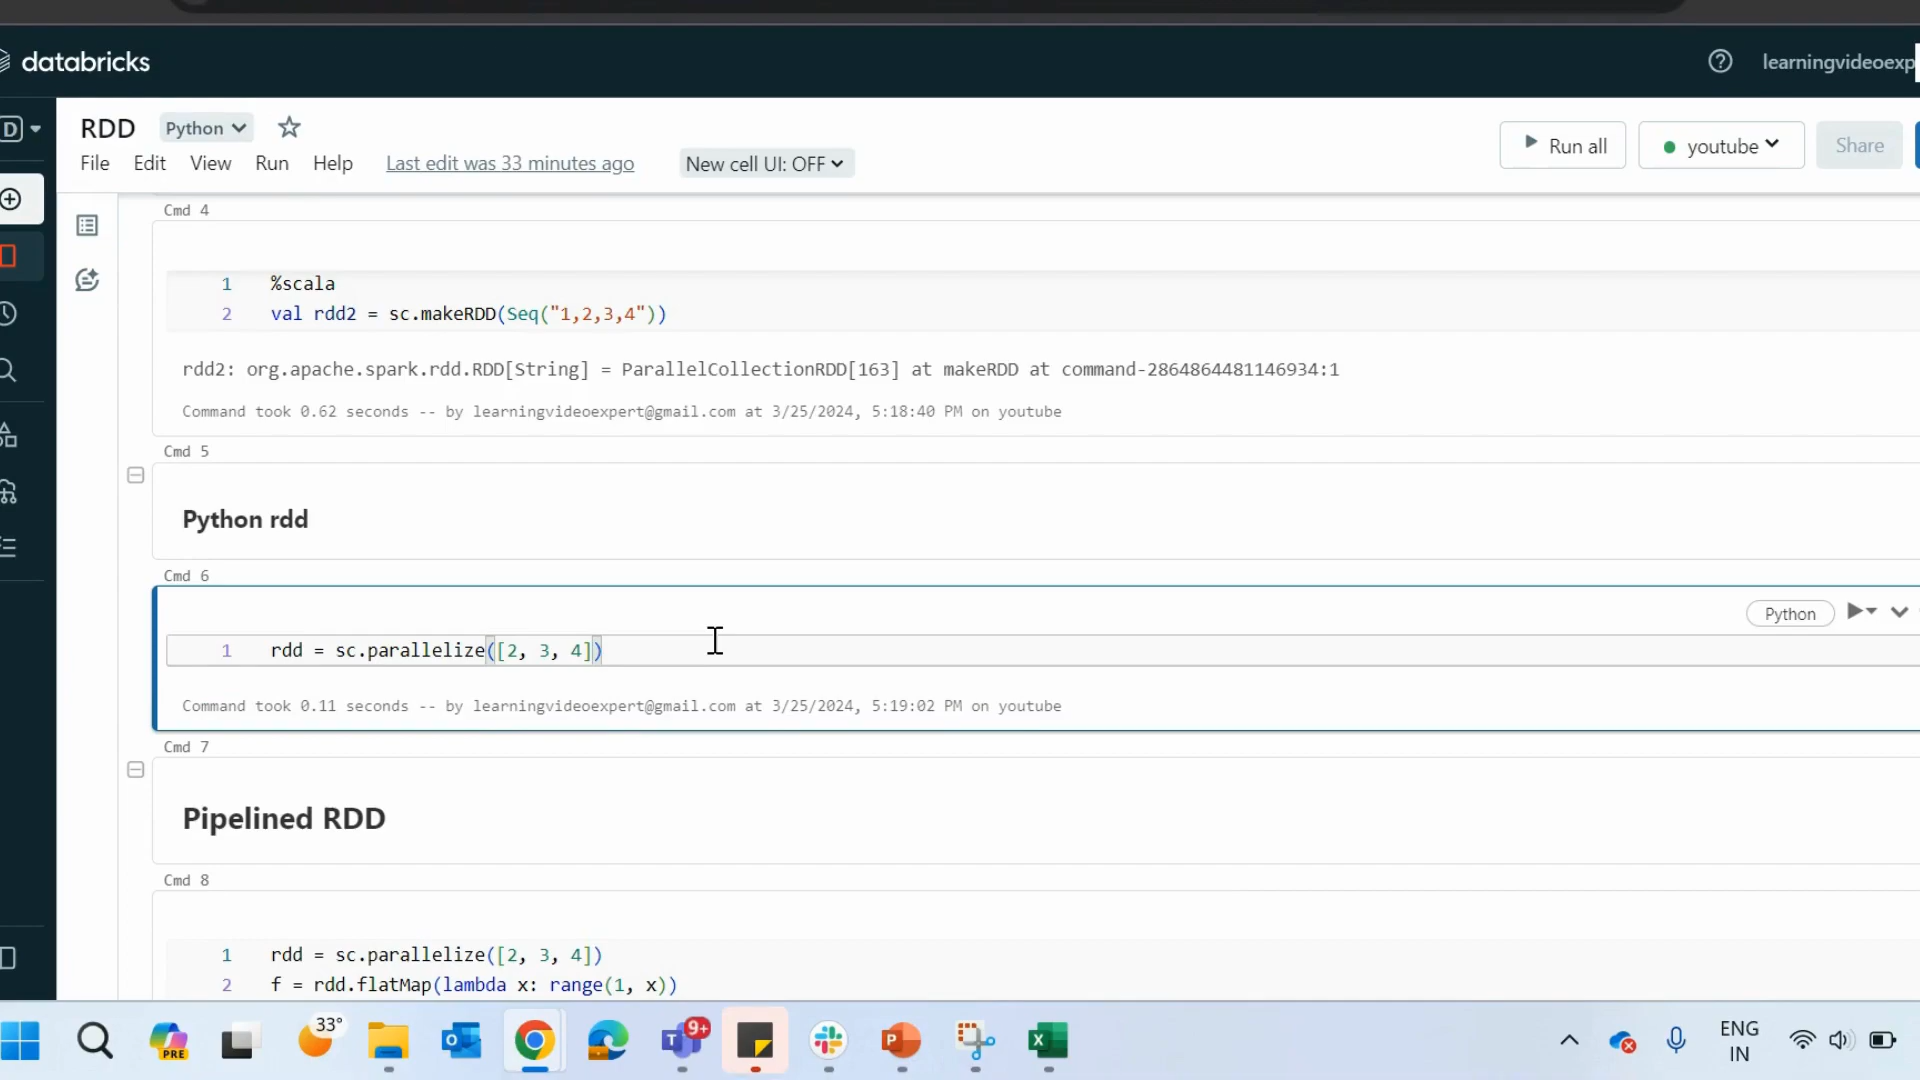 databricks
learningvideoexp
RDD Python
File Edit View Run Help Last edit was 33 minutes ago New cell UI: OFF
Run all youtube Share
Cmd 4
1 %scala
2 val rdd2 = sc.makeRDD(Seq("1,2,3,4"))
rdd2: org.apache.spark.rdd.RDD[String] = ParallelCollectionRDD[163] at makeRDD at command-2864864481146934:1
Command took 0.62 seconds -- by learningvideoexpert@gmail.com at 3/25/2024, 5:18:40 PM on youtube
Cmd 5
Python rdd
Cmd 6
Python
1 rdd = sc.parallelize([2, 3, 4])
Command took 0.11 seconds -- by learningvideoexpert@gmail.com at 3/25/2024, 5:19:02 PM on youtube
Cmd 7
Pipelined RDD
Cmd 8
1 rdd = sc.parallelize([2, 3, 4])
2 f = rdd.flatMap(lambda x: range(1, x))
33°
PRE
9+
ENG
IN